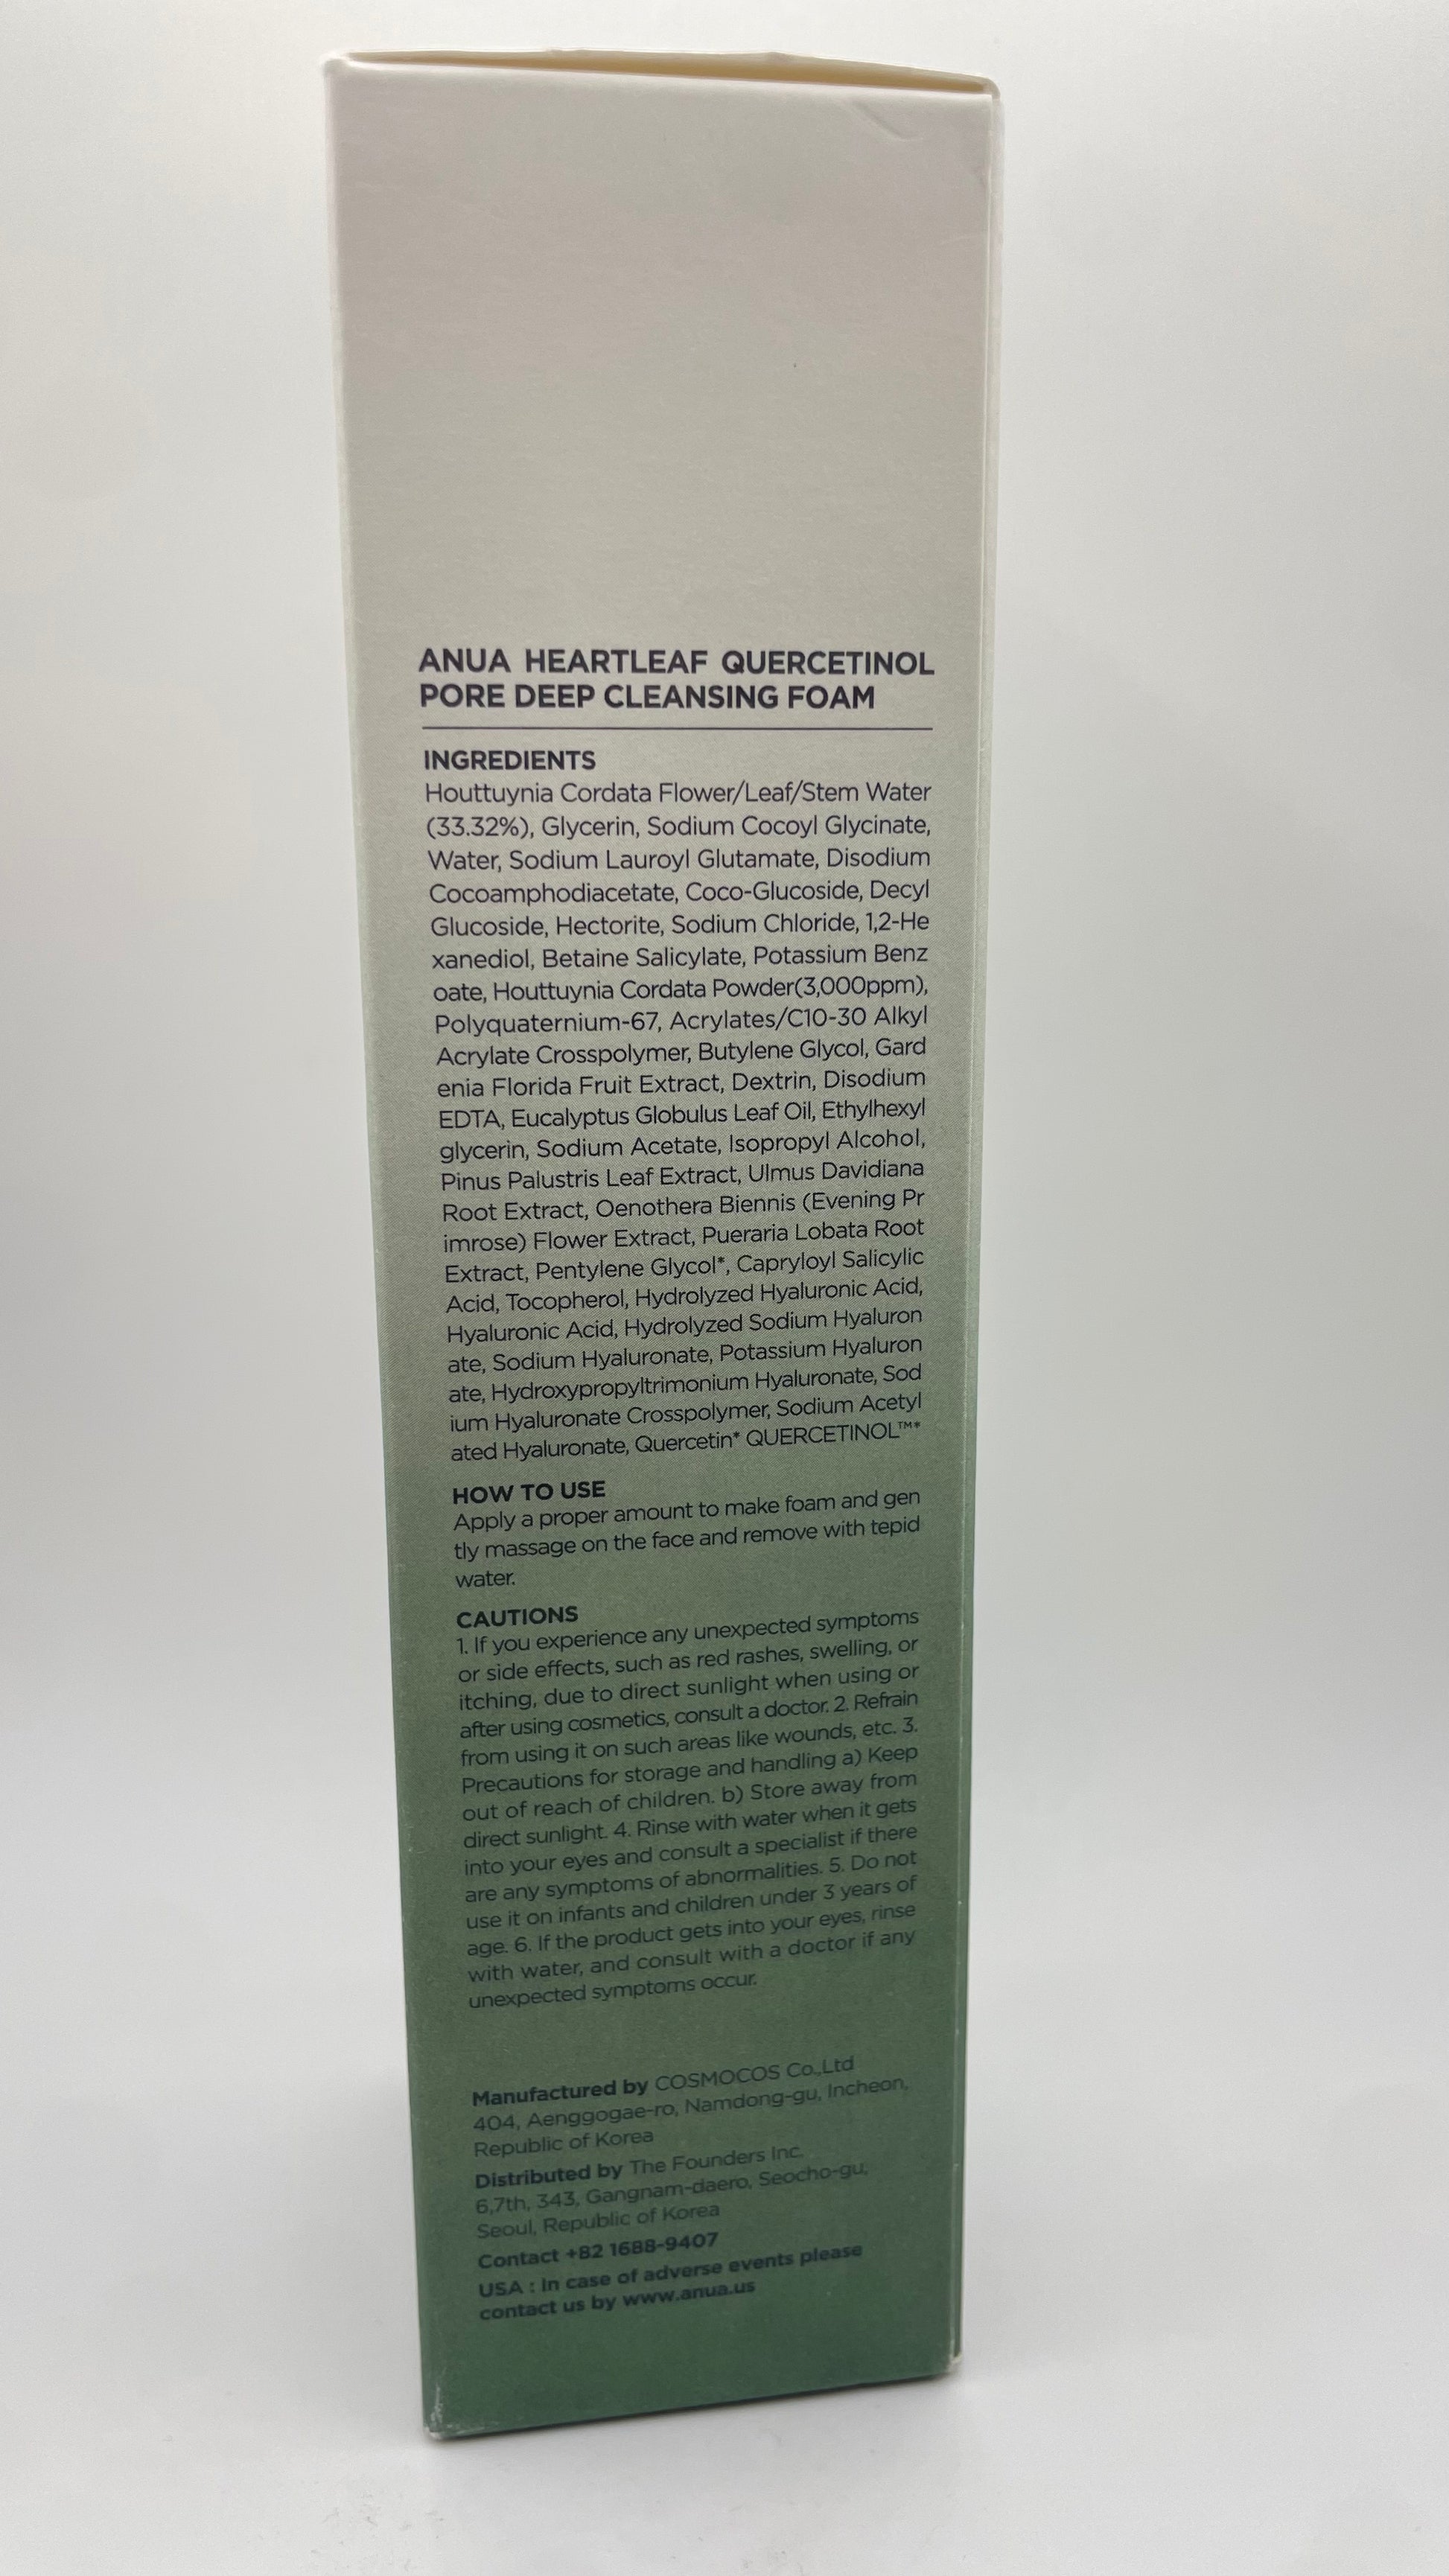 ANUA HEARTLEAF QUERCETINOL
PORE DEEP CLEANSING FOAM
INGREDIENTS
Houttuynia Cordata Flower/Leaf/Stem Water
(33.32%), Glycerin, Sodium Cocoyl Glycinate,
Water, Sodium Lauroyl Glutamate, Disodium
Cocoamphodiacetate, Coco-Glucoside, Decyl
Glucoside, Hectorite, Sodium Chloride, 1,2-He
xanediol, Betaine Salicylate, Potassium Benz
oate, Houttuynia Cordata Powder(3,000ppm),
Polyquaternium-67, Acrylates/C10-30 Alkyl
Acrylate Crosspolymer, Butylene Glycol, Gard
enia Florida Fruit Extract, Dextrin, Disodium
EDTA, Eucalyptus Globulus Leaf Oil, Ethylhexyl
glycerin, Sodium Acetate, Isopropyl Alcohol,
Pinus Palustris Leaf Extract, Ulmus Davidiana
Root Extract, Oenothera Biennis (Evening Pr
imrose) Flower Extract, Pueraria Lobata Root
Extract, Pentylene Glycol*, Capryloyl Salicylic
Acid, Tocopherol, Hydrolyzed Hyaluronic Acid,
Hyaluronic Acid, Hydrolyzed Sodium Hyaluron
ate, Sodium Hyaluronate, Potassium Hyaluron
ate, Hydroxypropyltrimonium Hyaluronate, Sod
ium Hyaluronate Crosspolymer, Sodium Acetyl
ated Hyaluronate, Quercetin* QUERCETINOL™*
HOW TO USE
Apply a proper amount to make foam and gen
tly massage on the face and remove with tepid
water.
CAUTIONS
1. If you experience any unexpected symptoms
or side effects, such as red rashes, swelling, or
itching, due to direct sunlight when using or
after using cosmetics, consult a doctor. 2. Refrain
from using it on such areas like wounds, etc. 3.
Precautions for storage and handling a) Keep
out of reach of children. b) Store away from
direct sunlight. 4. Rinse with water when it gets
into your eyes and consult a specialist if there
are any symptoms of abnormalities. 5. Do not
use it on infants and children under 3 years of
age. 6. If the product gets into your eyes, rinse
with water, and consult with a doctor if any
unexpected symptoms occur.
Manufactured by COSMOCOS Co.,Ltd
404, Aenggogae-ro, Namdong-gu, Incheon,
Republic of Korea
Distributed by The Founders Inc.
6,7th, 343, Gangnam-daero, Seocho-gu,
Seoul, Republic of Korea
Contact +82 1688-9407
USA : In case of adverse events please
contact us by www.anua.us